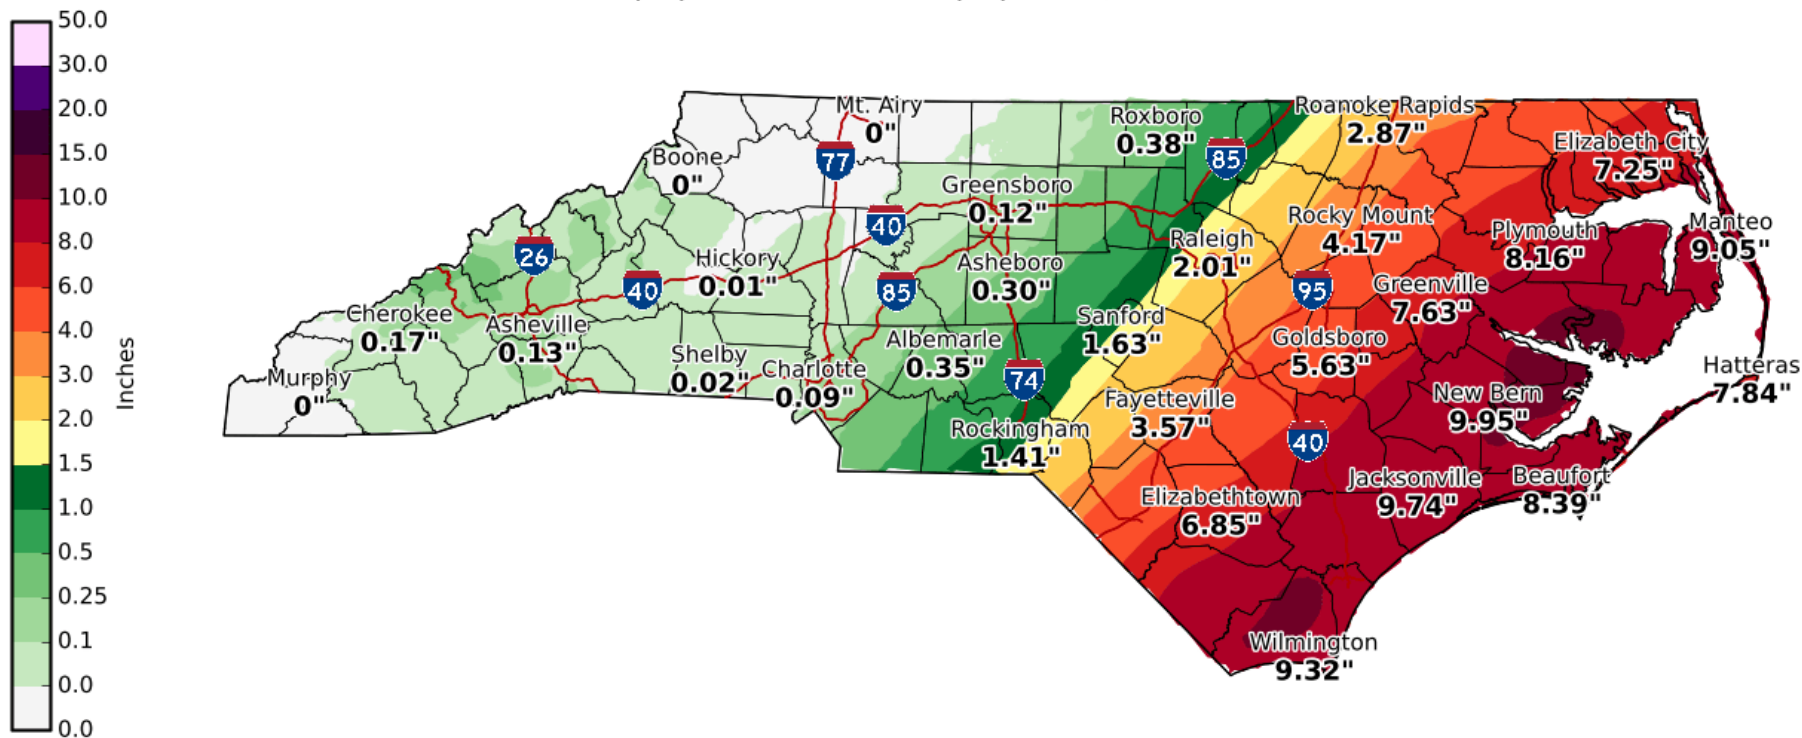 50.0
30.0
20.0
15.0
10.0
8.0
6.0
4.0
3.0
2.0
1.5
1.0
0.5
0.25
0.1
0.0
0.0
Inches
Mt. Airy
0"
77
Boone
0"
Roxboro
0.38"
85
Roanoke Rapids
2.87"
Elizabeth City
7.25"
Greensboro
0.12"
40
26
Hickory
0.01"
40
85
Asheboro
0.30"
Raleigh
2.01"
Rocky Mount
4.17"
95
Plymouth
8.16"
Manteo
9.05"
Greenville
7.63"
Cherokee
0.17"
Asheville
0.13"
Murphy
0"
Shelby
0.02"
Charlotte
0.09"
Albemarle
0.35"
74
Sanford
1.63"
Goldsboro
5.63"
Hatteras
7.84"
New Bern
9.95"
Fayetteville
3.57"
Rockingham
1.41"
40
Elizabethtown
6.85"
Jacksonville
9.74"
Beaufort
8.39"
Wilmington
9.32"